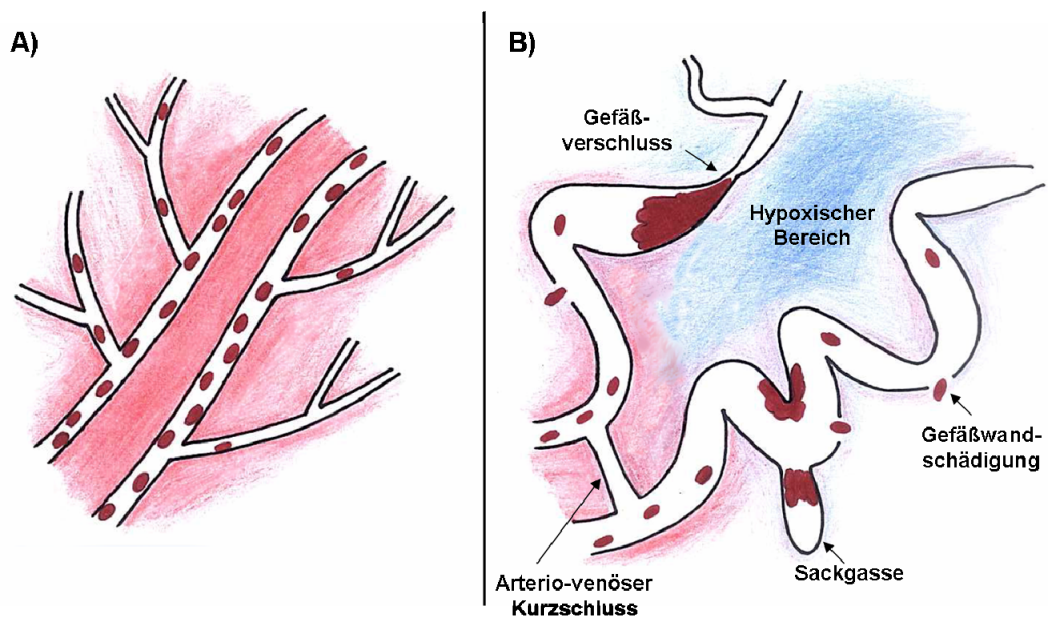 A)
B)
Gefäß-
verschluss
Hypoxischer
Bereich
Gefäßwand-
schädigung
Sackgasse
Arterio-venöser
Kurzschluss